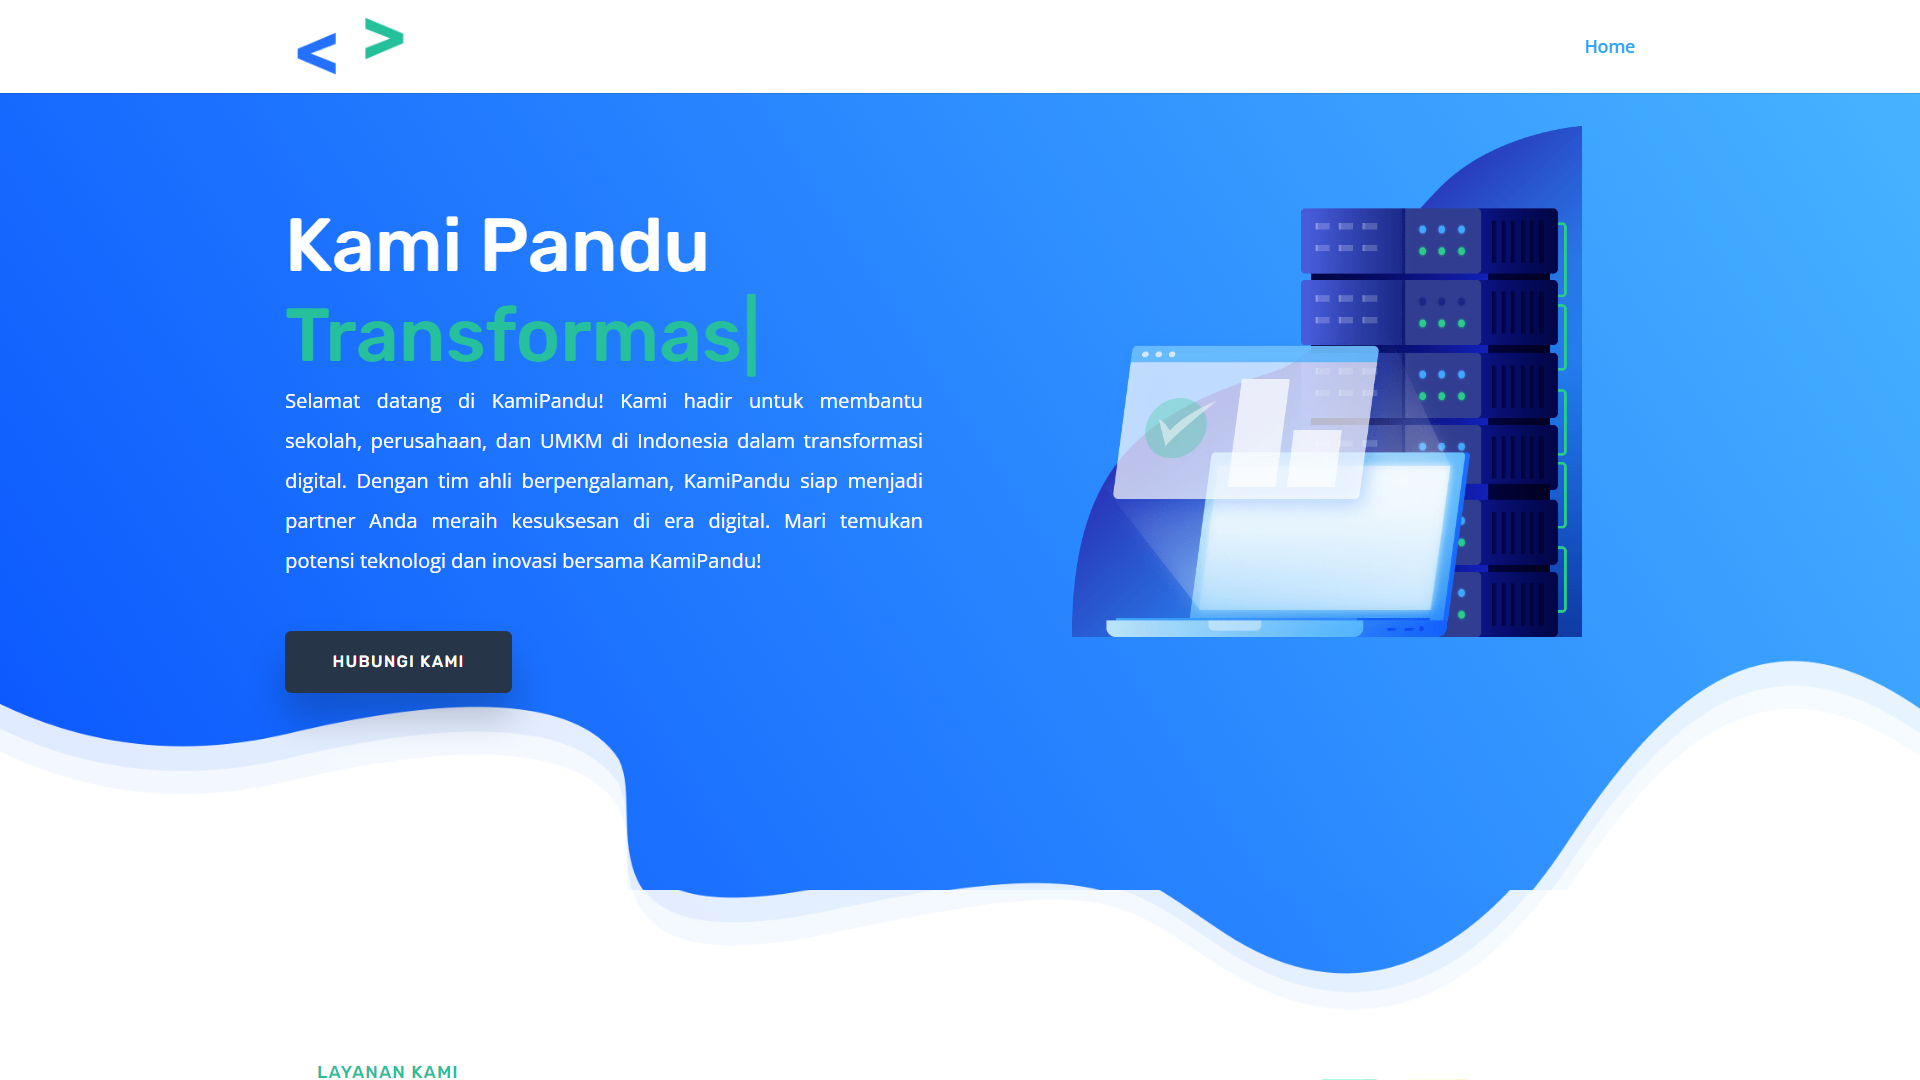 < >
Home
Kami Pandu
Transformas|
Selamat datang di KamiPandu! Kami hadir untuk membantu
sekolah, perusahaan, dan UMKM di Indonesia dalam transformasi
digital. Dengan tim ahli berpengalaman, KamiPandu siap menjadi
partner Anda meraih kesuksesan di era digital. Mari temukan
potensi teknologi dan inovasi bersama KamiPandu!
HUBUNGI KAMI
LAYANAN KAMI